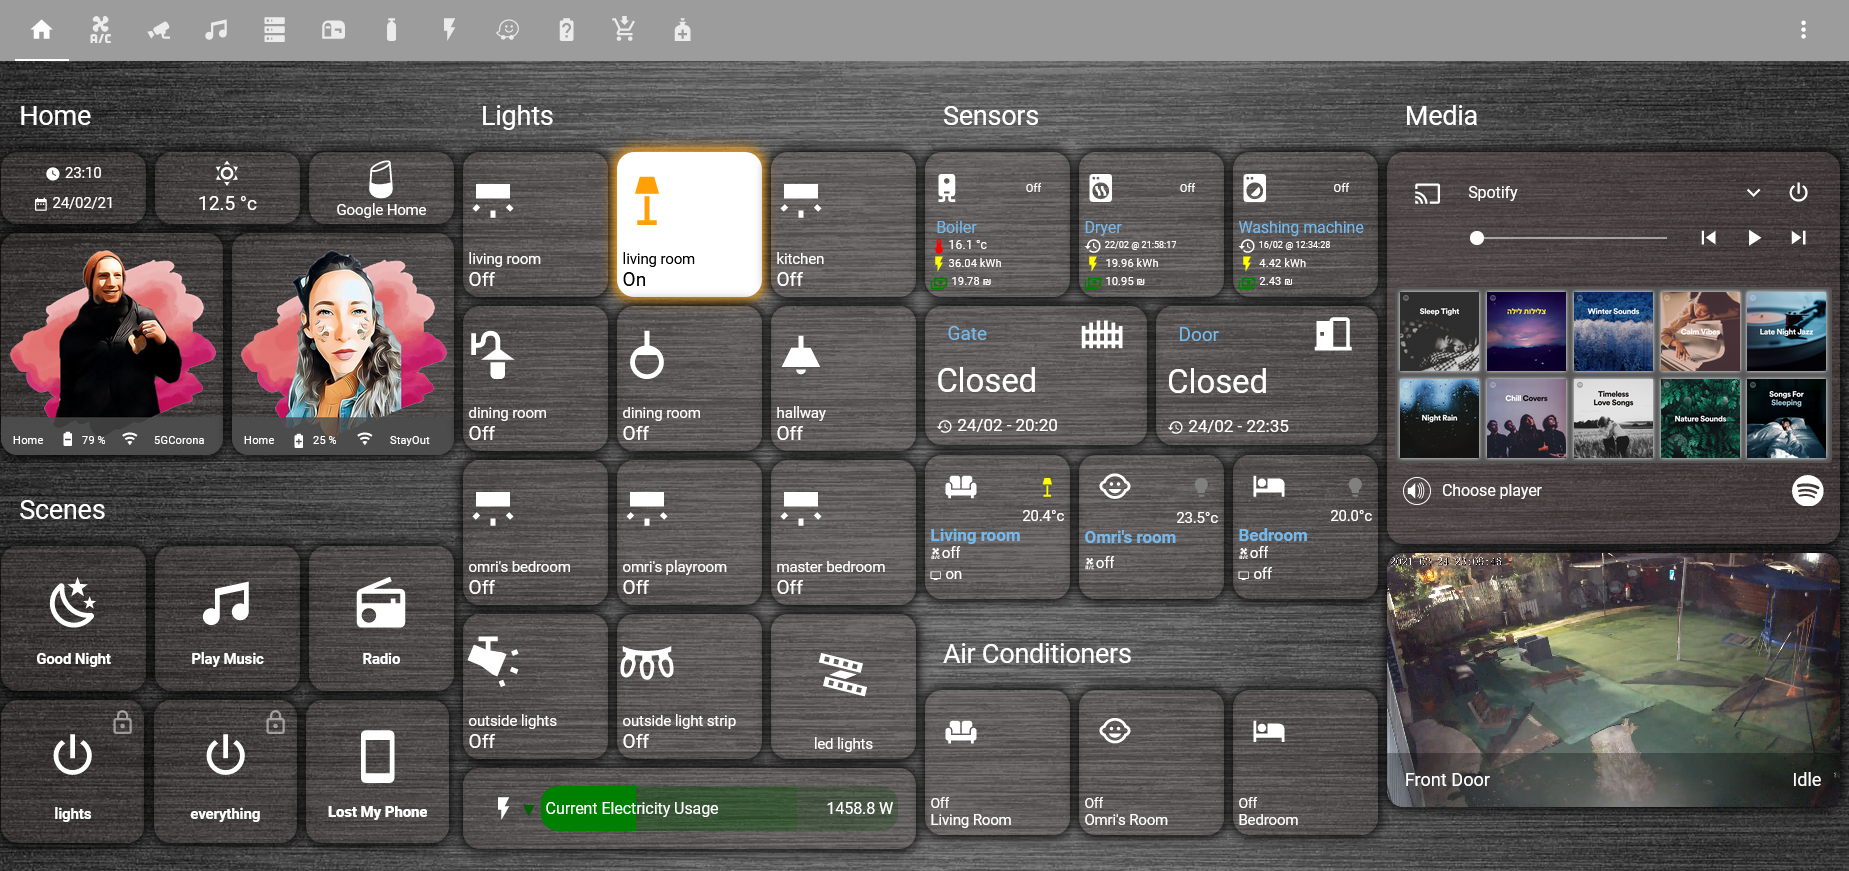 A/C
Home
23:10
24/02/21
12.5 °c
Google Home
Home 79 % 5GCorona
Home 25 % StayOut
Scenes
Good Night
Play Music
Radio
lights
everything
Lost My Phone
Lights
living room
Off
living room
On
kitchen
Off
dining room
Off
dining room
Off
hallway
Off
omri's bedroom
Off
omri's playroom
Off
master bedroom
Off
outside lights
Off
outside light strip
Off
led lights
Current Electricity Usage 1458.8 W
Sensors
Off
Boiler
16.1 °c
36.04 kWh
19.78 ₪
Off
Dryer
22/02 @ 21:58:17
19.96 kWh
10.95 ₪
Off
Washing machine
16/02 @ 12:34:28
4.42 kWh
2.43 ₪
Gate
Closed
24/02 - 20:20
Door
Closed
24/02 - 22:35
20.4°c
Living room
off
on
23.5°c
Omri's room
off
20.0°c
Bedroom
off
off
Air Conditioners
Off
Living Room
Off
Omri's Room
Off
Bedroom
Media
Spotify
Sleep Tight
צלילות לילה
Winter Sounds
Calm Vibes
Late Night Jazz
Night Rain
Chill Covers
Timeless
Love Songs
Nature Sounds
Songs For
Sleeping
Choose player
Front Door Idle